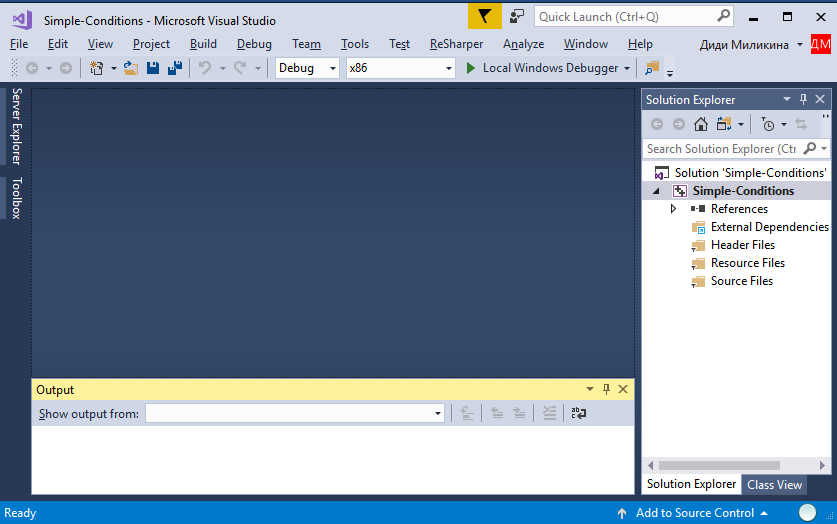 Simple-Conditions - Microsoft Visual Studio
Quick Launch (Ctrl+Q)
File Edit View Project Build Debug Team Tools Test ReSharper Analyze Window Help Диди Миликина ДМ
Debug x86 Local Windows Debugger
Server Explorer
Toolbox
Solution Explorer
Search Solution Explorer (Ctr
Solution 'Simple-Conditions'
Simple-Conditions
References
External Dependencies
Header Files
Resource Files
Source Files
Output
Show output from:
Solution Explorer Class View
Ready Add to Source Control